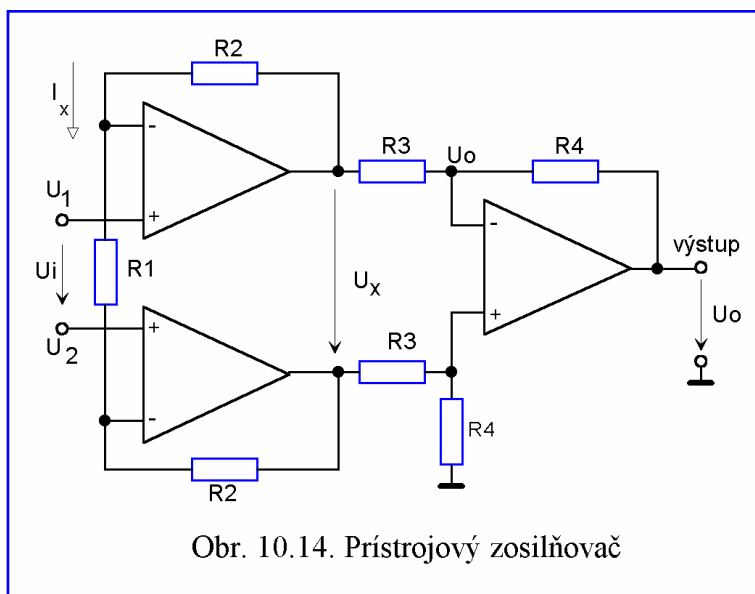 R2
I x
-
R3
Uo
R4
U1
+
-
výstup
Ui
R1
Ux
+
Uo
U2
+
R3
-
R4
R2
Obr. 10.14. Prístrojový zosilňovač